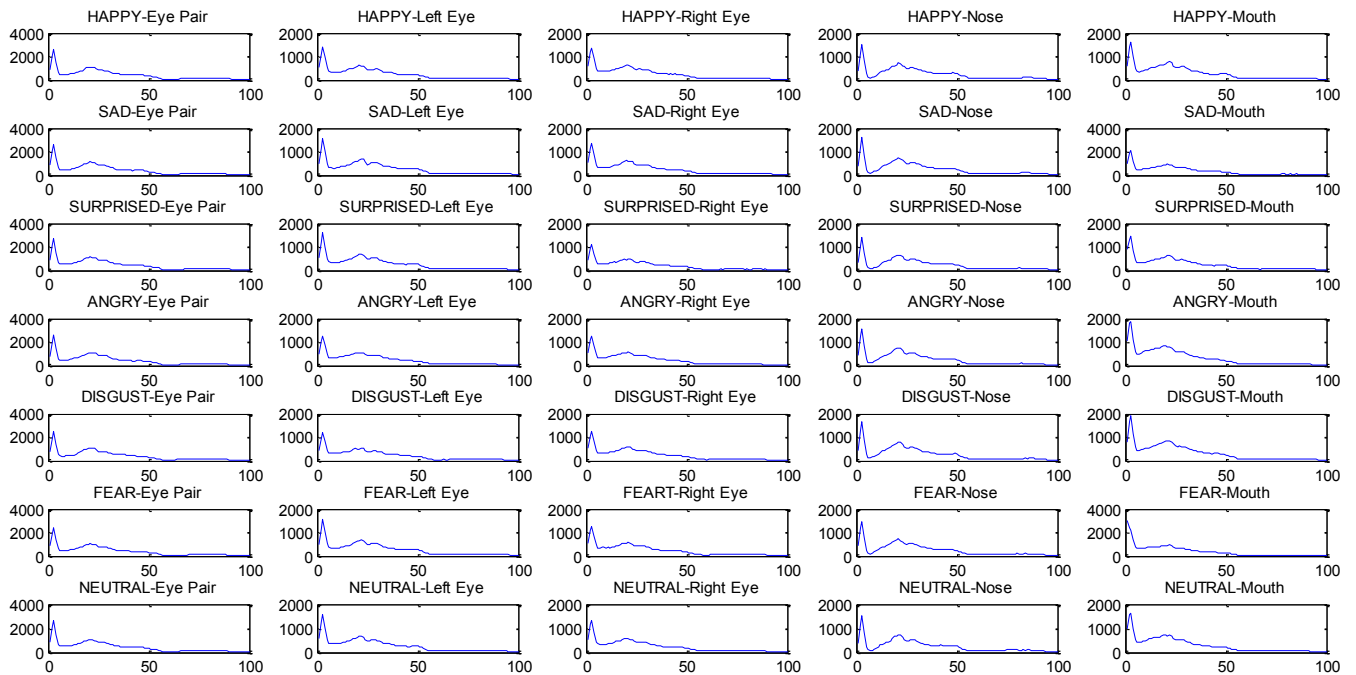 HAPPY-Eye Pair HAPPY-Left Eye HAPPY-Right Eye HAPPY-Nose HAPPY-Mouth
4000 2000 2000 2000 2000
2000 1000 1000 1000 1000
0 0 0 0 0
0 50 100 0 50 100 0 50 100 0 50 100 0 50 100
SAD-Eye Pair SAD-Left Eye SAD-Right Eye SAD-Nose SAD-Mouth
4000 2000 2000 2000 4000
2000 1000 1000 1000 2000
0 0 0 0 0
0 50 100 0 50 100 0 50 100 0 50 100 0 50 100
SURPRISED-Eye Pair SURPRISED-Left Eye SURPRISED-Right Eye SURPRISED-Nose SURPRISED-Mouth
4000 2000 2000 2000 2000
2000 1000 1000 1000 1000
0 0 0 0 0
0 50 100 0 50 100 0 50 100 0 50 100 0 50 100
ANGRY-Eye Pair ANGRY-Left Eye ANGRY-Right Eye ANGRY-Nose ANGRY-Mouth
4000 2000 2000 2000 2000
2000 1000 1000 1000 1000
0 0 0 0 0
0 50 100 0 50 100 0 50 100 0 50 100 0 50 100
DISGUST-Eye Pair DISGUST-Left Eye DISGUST-Right Eye DISGUST-Nose DISGUST-Mouth
4000 2000 2000 2000 2000
2000 1000 1000 1000 1000
0 0 0 0 0
0 50 100 0 50 100 0 50 100 0 50 100 0 50 100
FEAR-Eye Pair FEAR-Left Eye FEART-Right Eye FEAR-Nose FEAR-Mouth
4000 2000 2000 2000 4000
2000 1000 1000 1000 2000
0 0 0 0 0
0 50 100 0 50 100 0 50 100 0 50 100 0 50 100
NEUTRAL-Eye Pair NEUTRAL-Left Eye NEUTRAL-Right Eye NEUTRAL-Nose NEUTRAL-Mouth
4000 2000 2000 2000 2000
2000 1000 1000 1000 1000
0 0 0 0 0
0 50 100 0 50 100 0 50 100 0 50 100 0 50 100